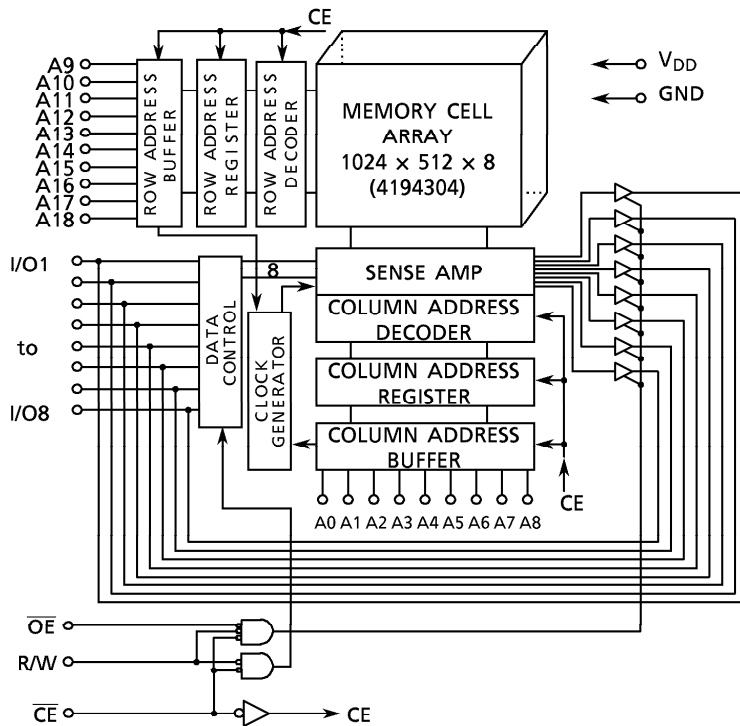 CE
A9
A10
A11
A12
A13
A14
A15
A16
A17
A18
ROW ADDRESS
BUFFER
ROW ADDRESS
REGISTER
ROW ADDRESS
DECODER
MEMORY CELL
ARRAY
1024 × 512 × 8
(4194304)
VDD
GND
I/O1
to
I/O8
DATA
CONTROL
8
CLOCK
GENERATOR
SENSE AMP
COLUMN ADDRESS
DECODER
COLUMN ADDRESS
REGISTER
COLUMN ADDRESS
BUFFER
CE
A0 A1 A2 A3 A4 A5 A6 A7 A8
OE
R/W
CE
CE